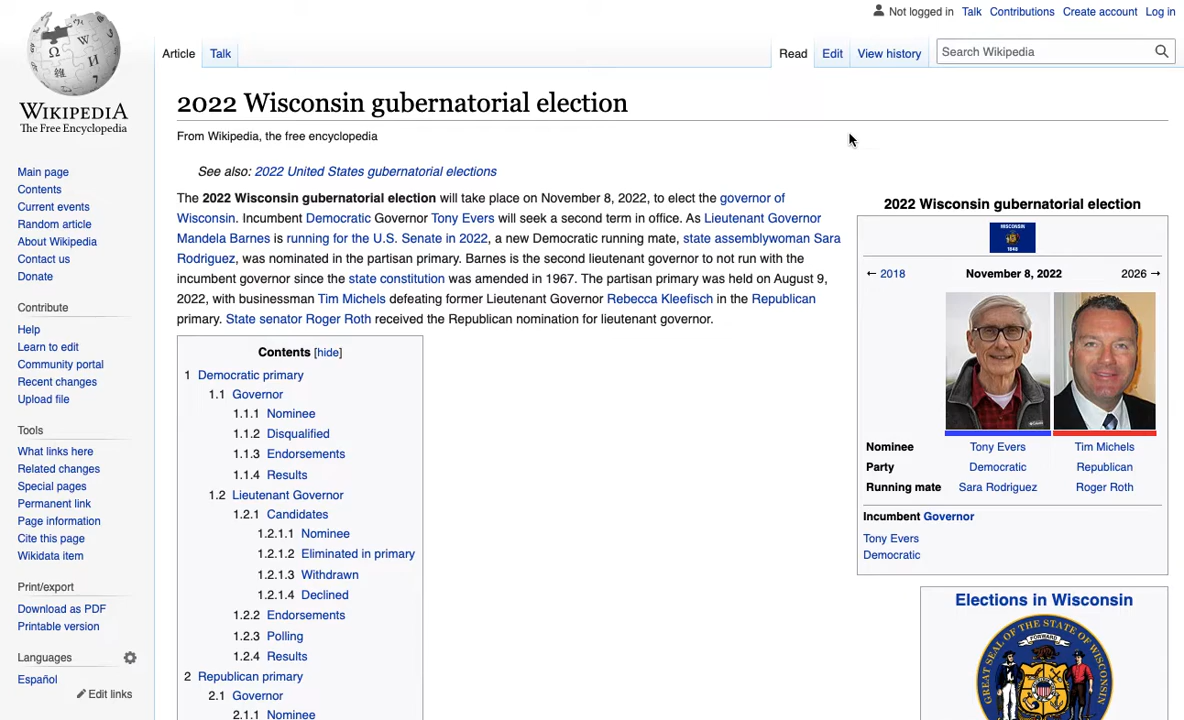 Not logged in Talk Contributions Create account Log in
Article Talk Read Edit View history Search Wikipedia
WIKIPEDIA
The Free Encyclopedia
Main page
Contents
Current events
Random article
About Wikipedia
Contact us
Donate
Contribute
Help
Learn to edit
Community portal
Recent changes
Upload file
Tools
What links here
Related changes
Special pages
Permanent link
Page information
Cite this page
Wikidata item
Print/export
Download as PDF
Printable version
Languages
Español
Edit links
2022 Wisconsin gubernatorial election
From Wikipedia, the free encyclopedia
See also: 2022 United States gubernatorial elections
The 2022 Wisconsin gubernatorial election will take place on November 8, 2022, to elect the governor of
Wisconsin. Incumbent Democratic Governor Tony Evers will seek a second term in office. As Lieutenant Governor
Mandela Barnes is running for the U.S. Senate in 2022, a new Democratic running mate, state assemblywoman Sara
Rodriguez, was nominated in the partisan primary. Barnes is the second lieutenant governor to not run with the
incumbent governor since the state constitution was amended in 1967. The partisan primary was held on August 9,
2022, with businessman Tim Michels defeating former Lieutenant Governor Rebecca Kleefisch in the Republican
primary. State senator Roger Roth received the Republican nomination for lieutenant governor.
Contents [hide]
1 Democratic primary
1.1 Governor
1.1.1 Nominee
1.1.2 Disqualified
1.1.3 Endorsements
1.1.4 Results
1.2 Lieutenant Governor
1.2.1 Candidates
1.2.1.1 Nominee
1.2.1.2 Eliminated in primary
1.2.1.3 Withdrawn
1.2.1.4 Declined
1.2.2 Endorsements
1.2.3 Polling
1.2.4 Results
2 Republican primary
2.1 Governor
2.1.1 Nominee
2022 Wisconsin gubernatorial election
WISCONSIN
1848
← 2018 November 8, 2022 2026 →
Nominee Tony Evers Tim Michels
Party Democratic Republican
Running mate Sara Rodriguez Roger Roth
Incumbent Governor
Tony Evers
Democratic
Elections in Wisconsin
GREAT SEAL OF THE STATE OF WISCONSIN
FORWARD